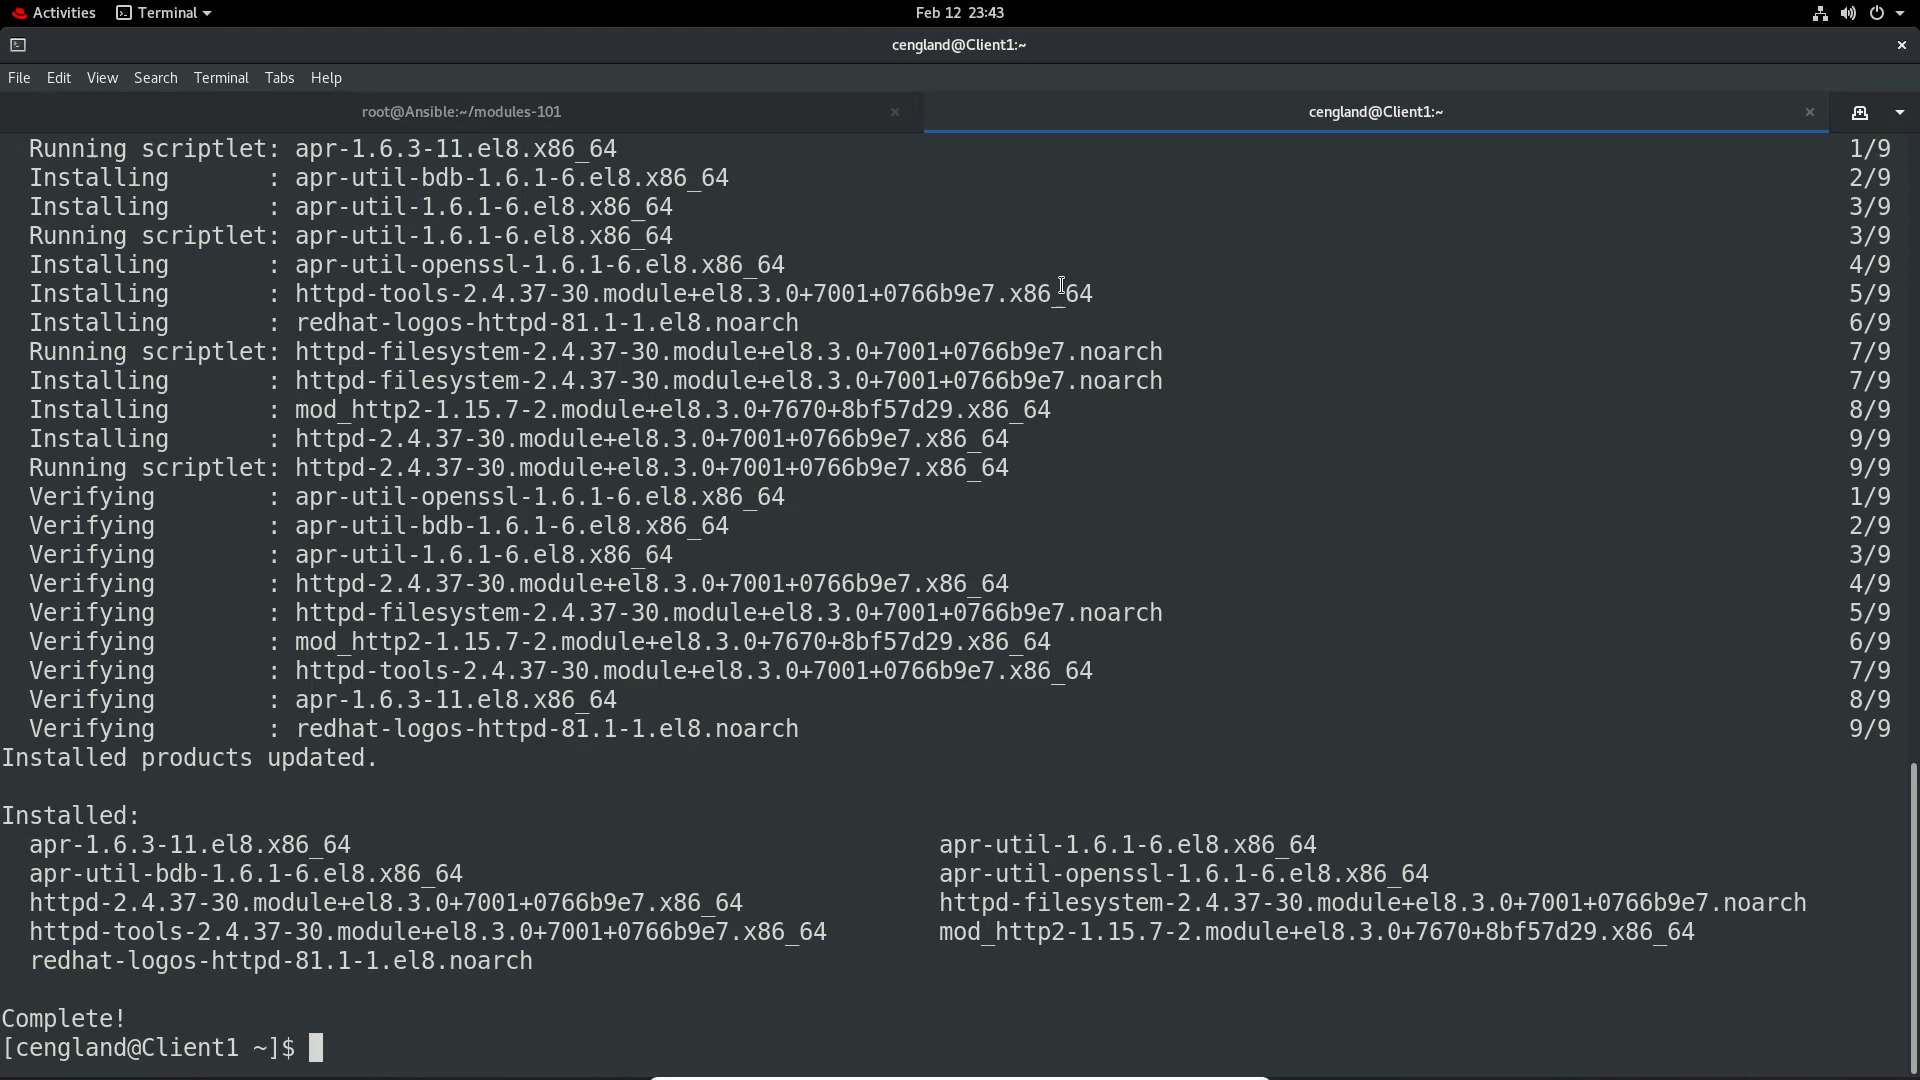 Activities Terminal Feb 12 23:43
cengland@Client1:~
File Edit View Search Terminal Tabs Help
root@Ansible:~/modules-101 cengland@Client1:~
Running scriptlet: apr-1.6.3-11.el8.x86_64 1/9
Installing : apr-util-bdb-1.6.1-6.el8.x86_64 2/9
Installing : apr-util-1.6.1-6.el8.x86_64 3/9
Running scriptlet: apr-util-1.6.1-6.el8.x86_64 3/9
Installing : apr-util-openssl-1.6.1-6.el8.x86_64 4/9
Installing : httpd-tools-2.4.37-30.module+el8.3.0+7001+0766b9e7.x86_64 5/9
Installing : redhat-logos-httpd-81.1-1.el8.noarch 6/9
Running scriptlet: httpd-filesystem-2.4.37-30.module+el8.3.0+7001+0766b9e7.noarch 7/9
Installing : httpd-filesystem-2.4.37-30.module+el8.3.0+7001+0766b9e7.noarch 7/9
Installing : mod_http2-1.15.7-2.module+el8.3.0+7670+8bf57d29.x86_64 8/9
Installing : httpd-2.4.37-30.module+el8.3.0+7001+0766b9e7.x86_64 9/9
Running scriptlet: httpd-2.4.37-30.module+el8.3.0+7001+0766b9e7.x86_64 9/9
Verifying : apr-util-openssl-1.6.1-6.el8.x86_64 1/9
Verifying : apr-util-bdb-1.6.1-6.el8.x86_64 2/9
Verifying : apr-util-1.6.1-6.el8.x86_64 3/9
Verifying : httpd-2.4.37-30.module+el8.3.0+7001+0766b9e7.x86_64 4/9
Verifying : httpd-filesystem-2.4.37-30.module+el8.3.0+7001+0766b9e7.noarch 5/9
Verifying : mod_http2-1.15.7-2.module+el8.3.0+7670+8bf57d29.x86_64 6/9
Verifying : httpd-tools-2.4.37-30.module+el8.3.0+7001+0766b9e7.x86_64 7/9
Verifying : apr-1.6.3-11.el8.x86_64 8/9
Verifying : redhat-logos-httpd-81.1-1.el8.noarch 9/9
Installed products updated.
Installed:
apr-1.6.3-11.el8.x86_64 apr-util-1.6.1-6.el8.x86_64
apr-util-bdb-1.6.1-6.el8.x86_64 apr-util-openssl-1.6.1-6.el8.x86_64
httpd-2.4.37-30.module+el8.3.0+7001+0766b9e7.x86_64 httpd-filesystem-2.4.37-30.module+el8.3.0+7001+0766b9e7.noarch
httpd-tools-2.4.37-30.module+el8.3.0+7001+0766b9e7.x86_64 mod_http2-1.15.7-2.module+el8.3.0+7670+8bf57d29.x86_64
redhat-logos-httpd-81.1-1.el8.noarch
Complete!
[cengland@Client1 ~]$